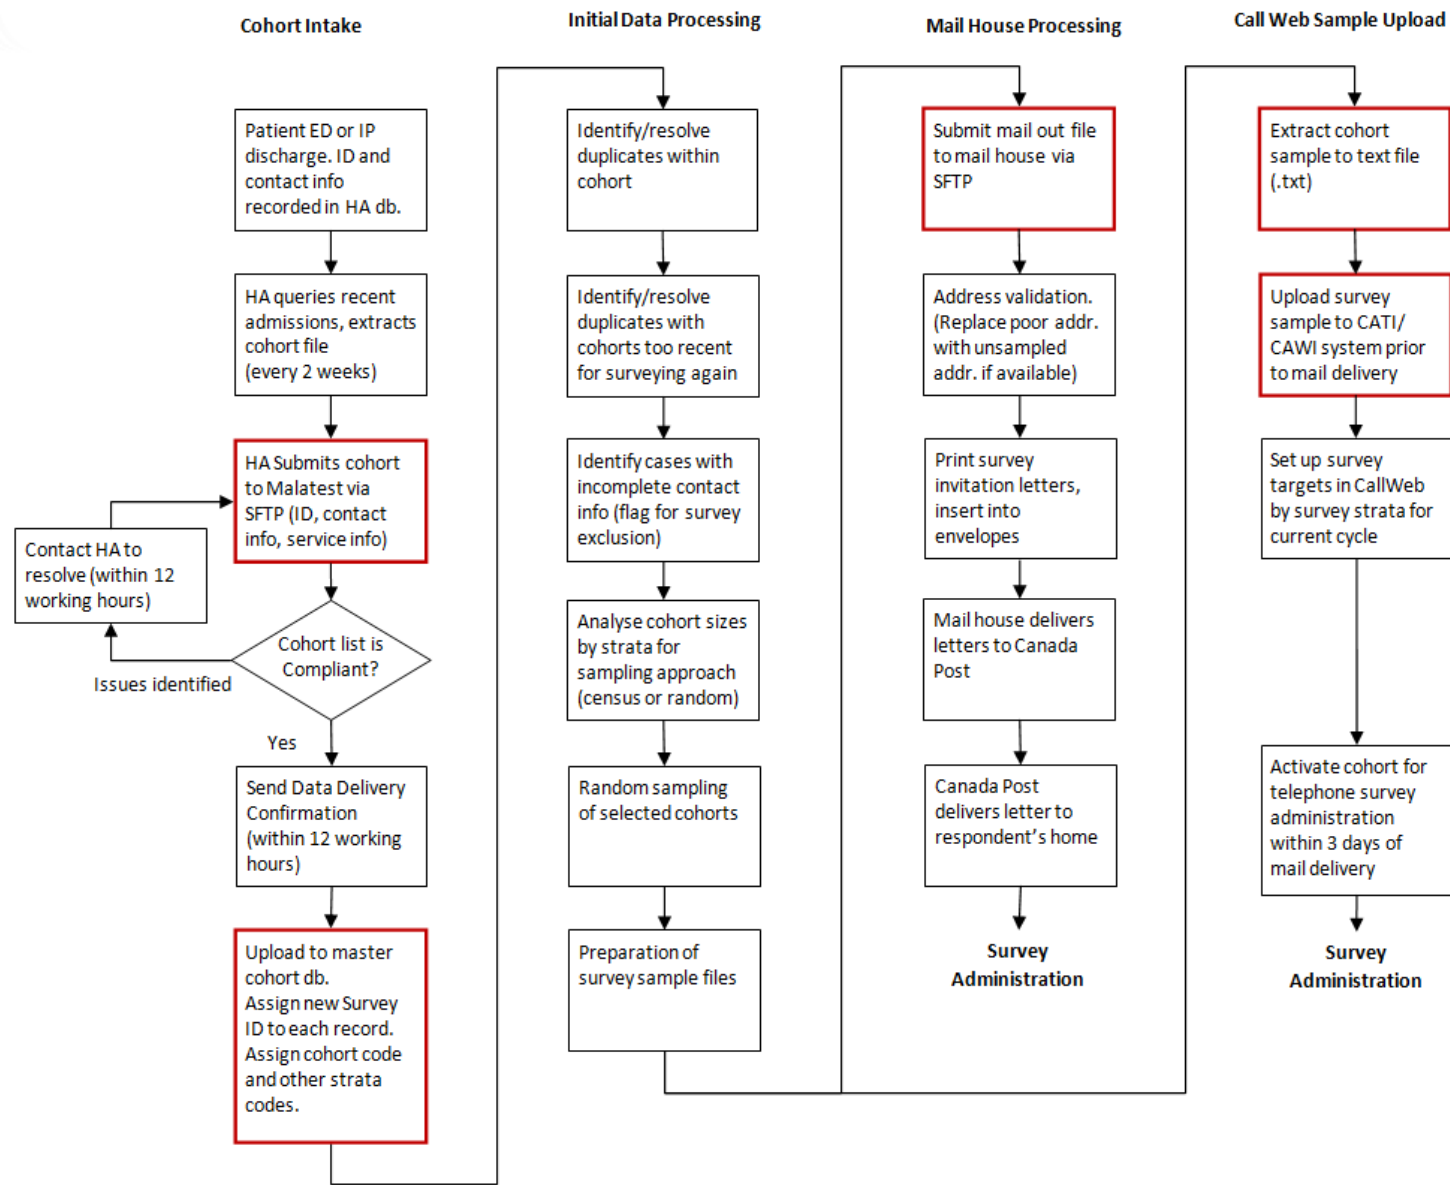 Cohort Intake
Patient ED or IP
discharge. ID and
contact info
recorded in HA db.
HA queries recent
admissions, extracts
cohort file
(every 2 weeks)
HA Submits cohort
to Malatest via
SFTP (ID, contact
info, service info)
Contact HA to
resolve (within 12
working hours)
Cohort list is
Compliant?
Issues identified
Yes
Send Data Delivery
Confirmation
(within 12 working
hours)
Upload to master
cohort db.
Assign new Survey
ID to each record.
Assign cohort code
and other strata
codes.
Initial Data Processing
Identify/resolve
duplicates within
cohort
Identify/resolve
duplicates with
cohorts too recent
for surveying again
Identify cases with
incomplete contact
info (flag for survey
exclusion)
Analyse cohort sizes
by strata for
sampling approach
(census or random)
Random sampling
of selected cohorts
Preparation of
survey sample files
Mail House Processing
Submit mail out file
to mail house via
SFTP
Address validation.
(Replace poor addr.
with unsampled
addr. if available)
Print survey
invitation letters,
insert into
envelopes
Mail house delivers
letters to Canada
Post
Canada Post
delivers letter to
respondent's home
Survey
Administration
Call Web Sample Upload
Extract cohort
sample to text file
(.txt)
Upload survey
sample to CATI/
CAWI system prior
to mail delivery
Set up survey
targets in CallWeb
by survey strata for
current cycle
Activate cohort for
telephone survey
administration
within 3 days of
mail delivery
Survey
Administration